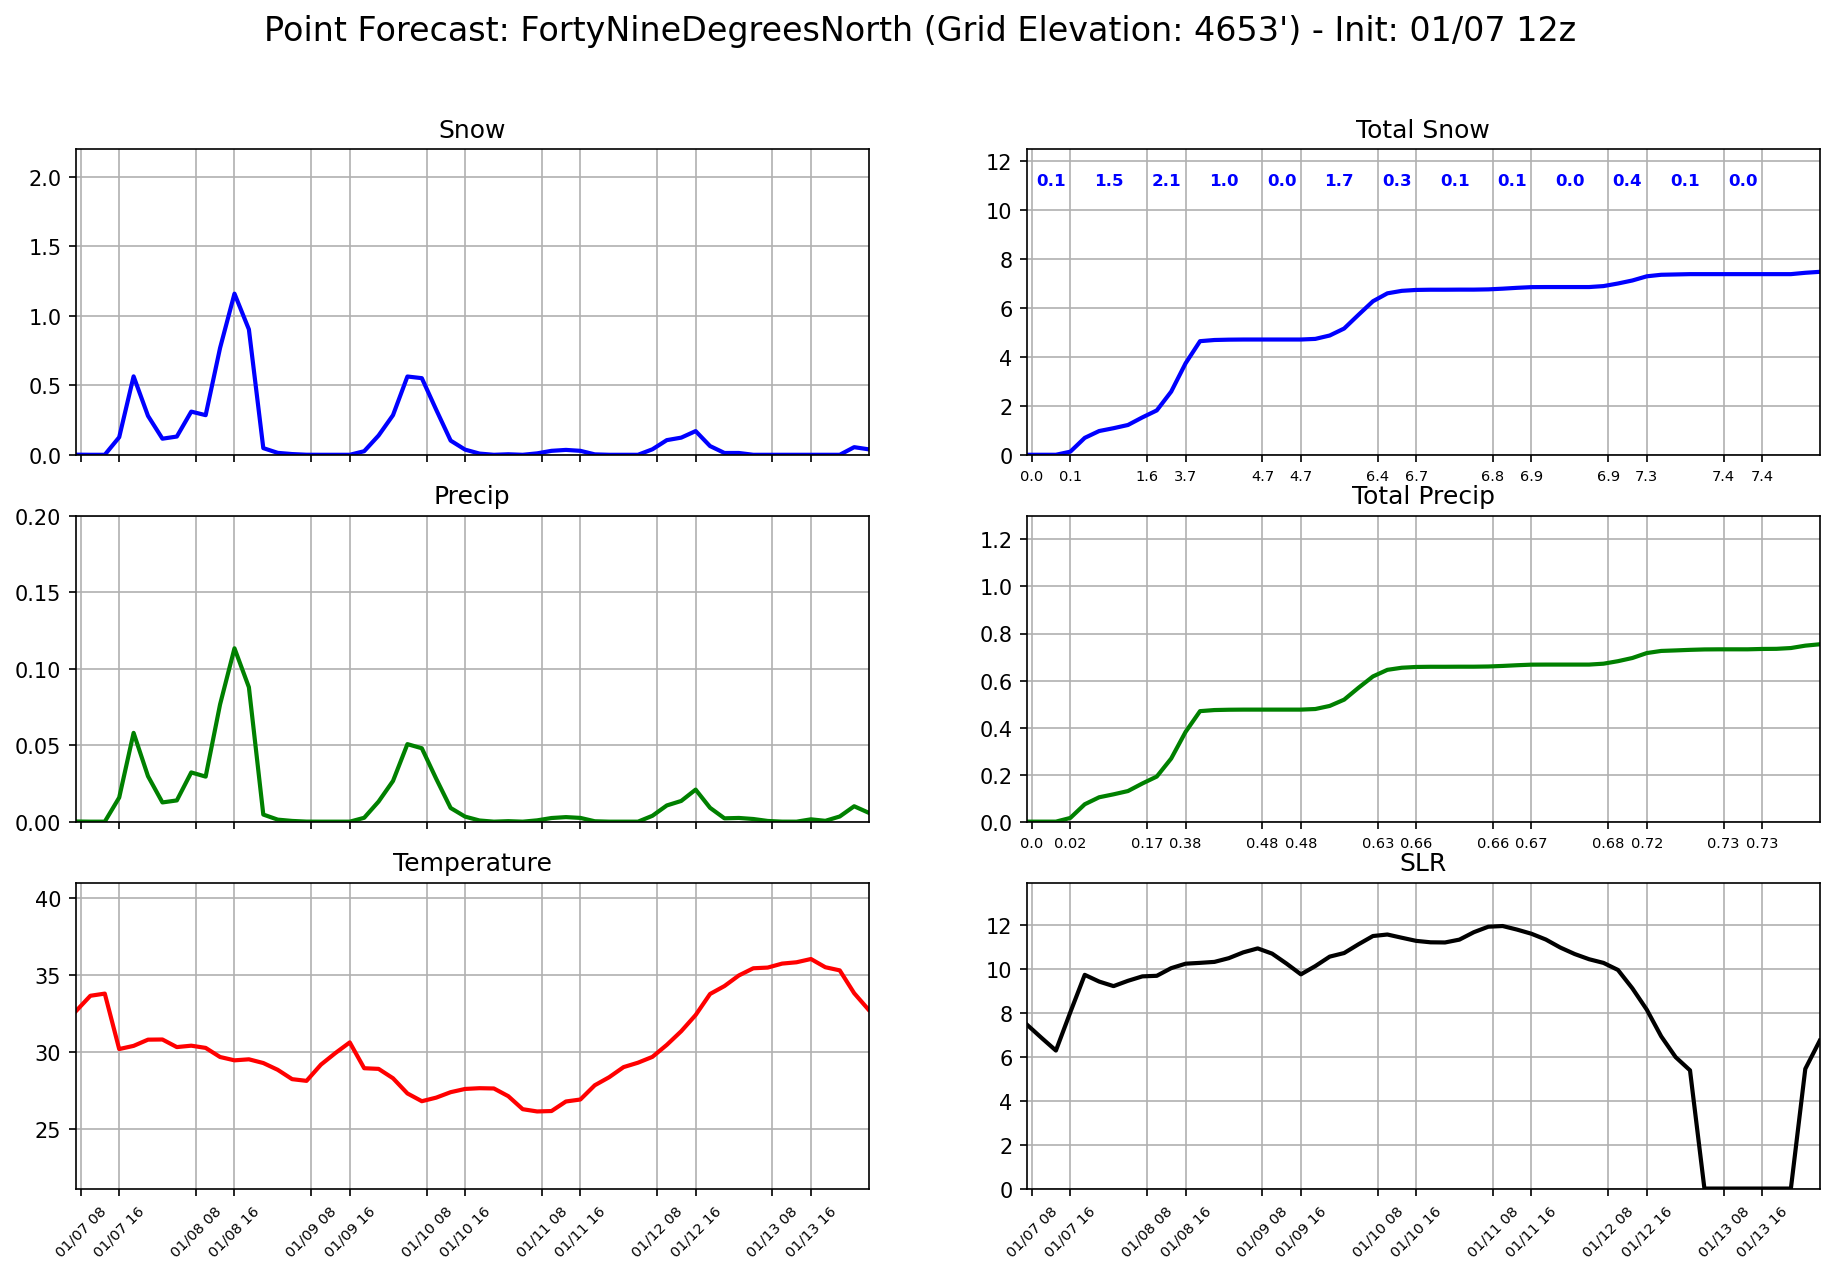 Point Forecast: FortyNineDegreesNorth (Grid Elevation: 4653') - Init: 01/07 12z
Snow
2.0
1.5
1.0
0.5
0.0
Total Snow
12
10
8
6
4
2
0
0.1 1.5 2.1 1.0 0.0 1.7 0.3 0.1 0.1 0.0 0.4 0.1 0.0
0.0 0.1 1.6 3.7 4.7 4.7 6.4 6.7 6.8 6.9 6.9 7.3 7.4 7.4
Precip
0.20
0.15
0.10
0.05
0.00
Total Precip
1.2
1.0
0.8
0.6
0.4
0.2
0.0
0.0 0.02 0.17 0.38 0.48 0.48 0.63 0.66 0.66 0.67 0.68 0.72 0.73 0.73
Temperature
40
35
30
25
01/07 08 01/07 16 01/08 08 01/08 16 01/09 08 01/09 16 01/10 08 01/10 16 01/11 08 01/11 16 01/12 08 01/12 16 01/13 08 01/13 16
SLR
12
10
8
6
4
2
0
01/07 08 01/07 16 01/08 08 01/08 16 01/09 08 01/09 16 01/10 08 01/10 16 01/11 08 01/11 16 01/12 08 01/12 16 01/13 08 01/13 16